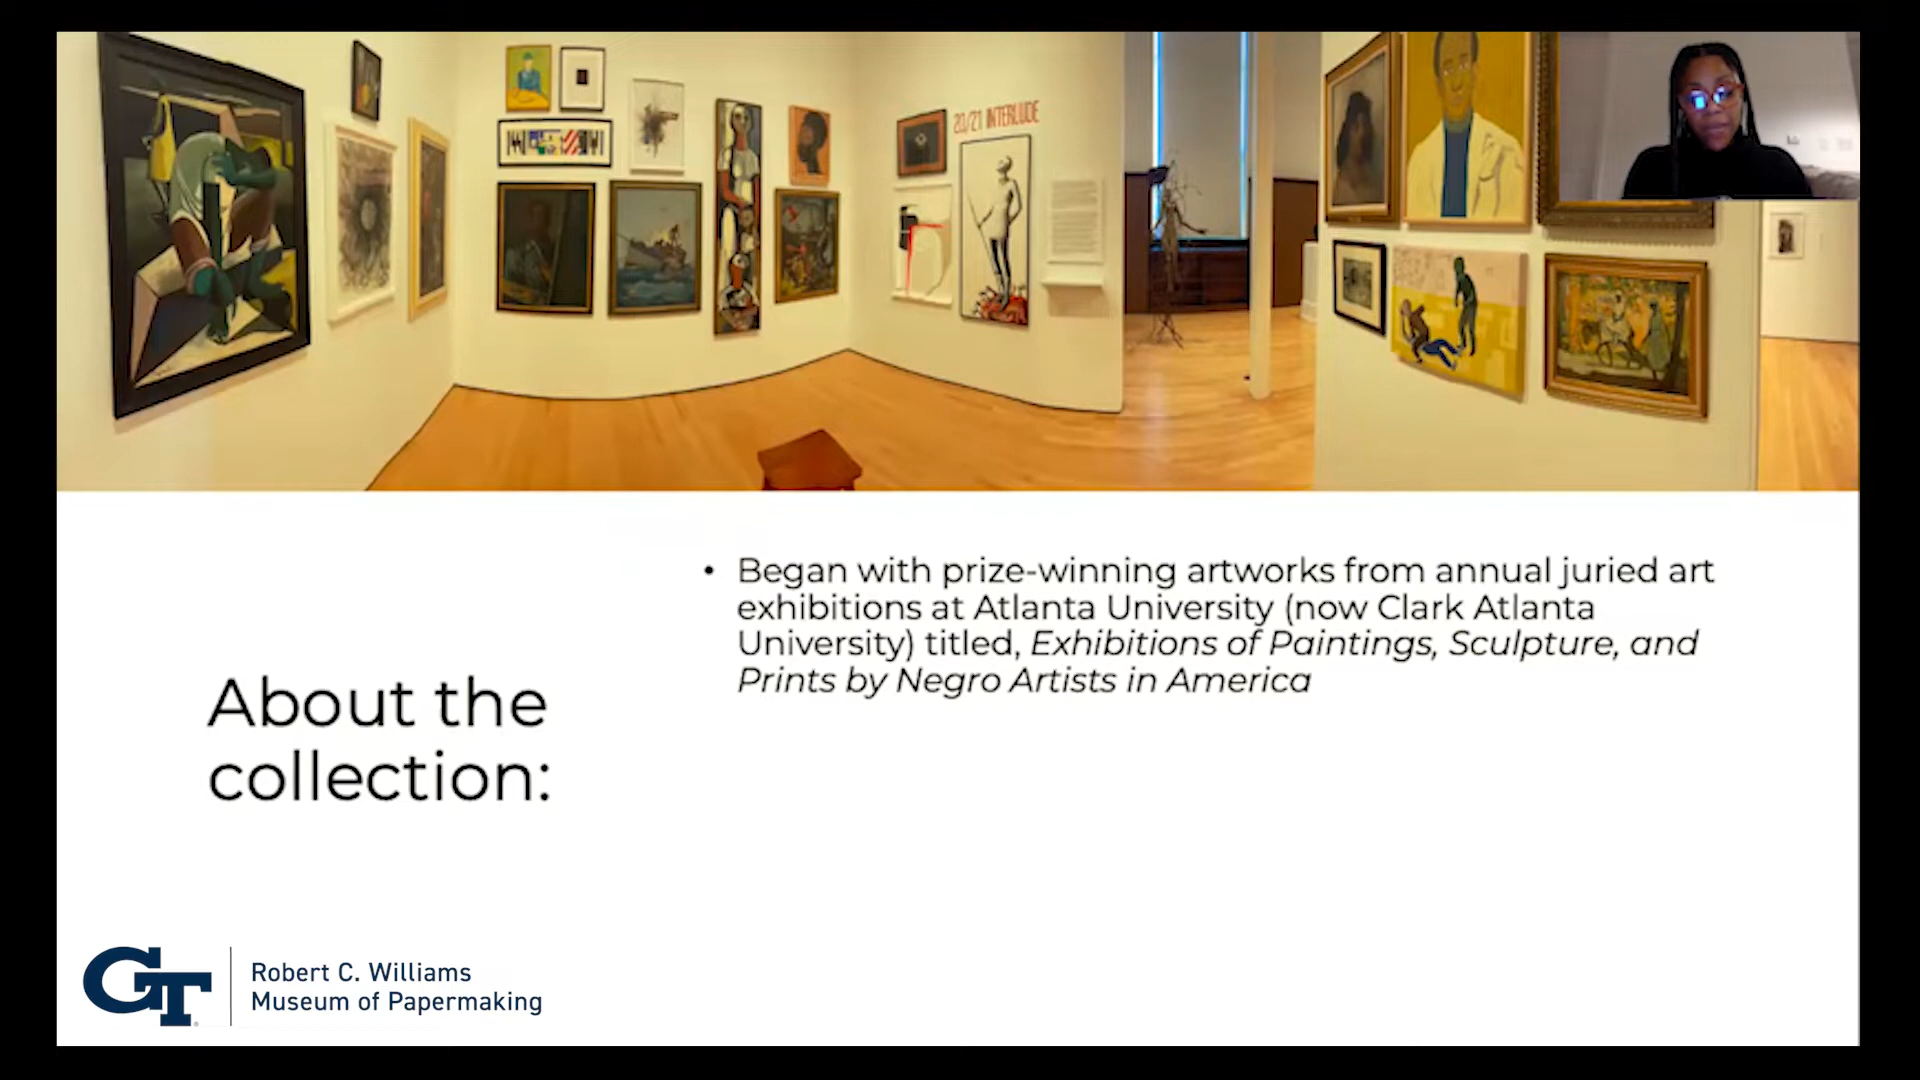 20/21 INTERLUDE
• Began with prize-winning artworks from annual juried art
exhibitions at Atlanta University (now Clark Atlanta
University) titled, Exhibitions of Paintings, Sculpture, and
Prints by Negro Artists in America
About the
collection:
GT
Robert C. Williams
Museum of Papermaking